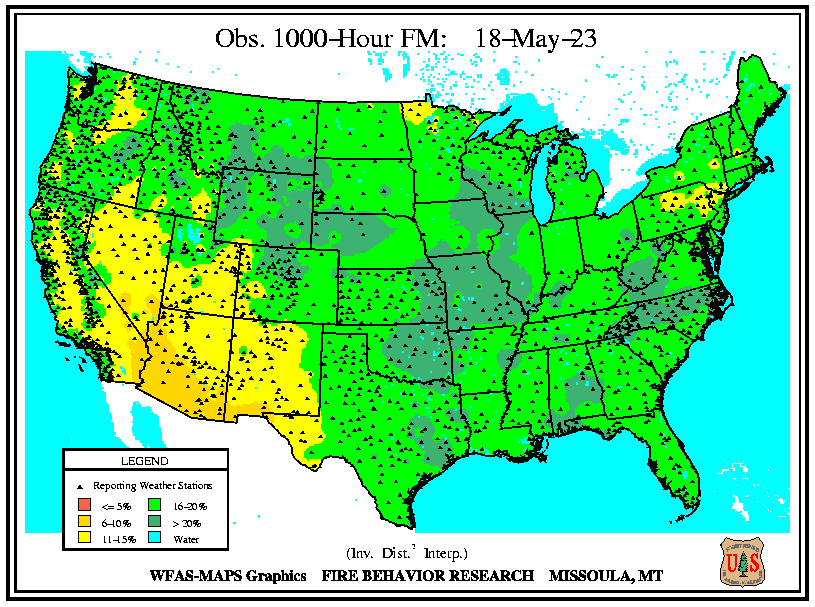 Obs. 1000-Hour FM: 18-May-23
LEGEND
Reporting Weather Stations
<= 5% 16-20%
6-10% > 20%
11-15% Water
(Inv. Dist.² Interp.)
WFAS-MAPS Graphics FIRE BEHAVIOR RESEARCH MISSOULA, MT
U S